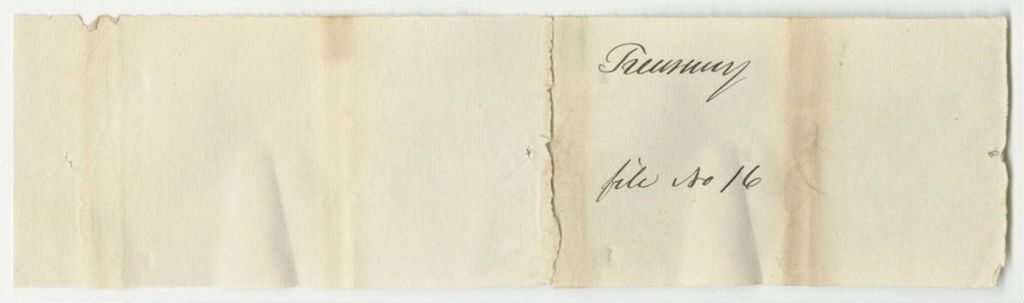 Treasury
file No 16